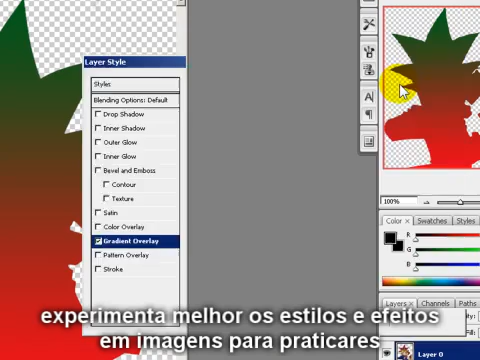 Layer Style
Styles
Blending Options: Default
Drop Shadow
Inner Shadow
Outer Glow
Inner Glow
Bevel and Emboss
Contour
Texture
Satin
Color Overlay
Gradient Overlay
Pattern Overlay
Stroke
100%
Color
Swatches
Styles
R
G
B
Layers
Channels
Paths
Layer 0
experimenta melhor os estilos e efeitos
em imagens para praticares